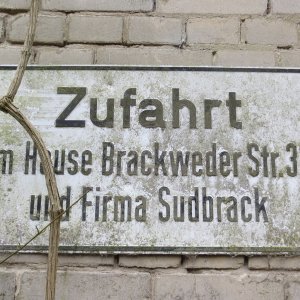 Zufahrt
m Hause Brackweder Str. 3
und Firma Sudbrack